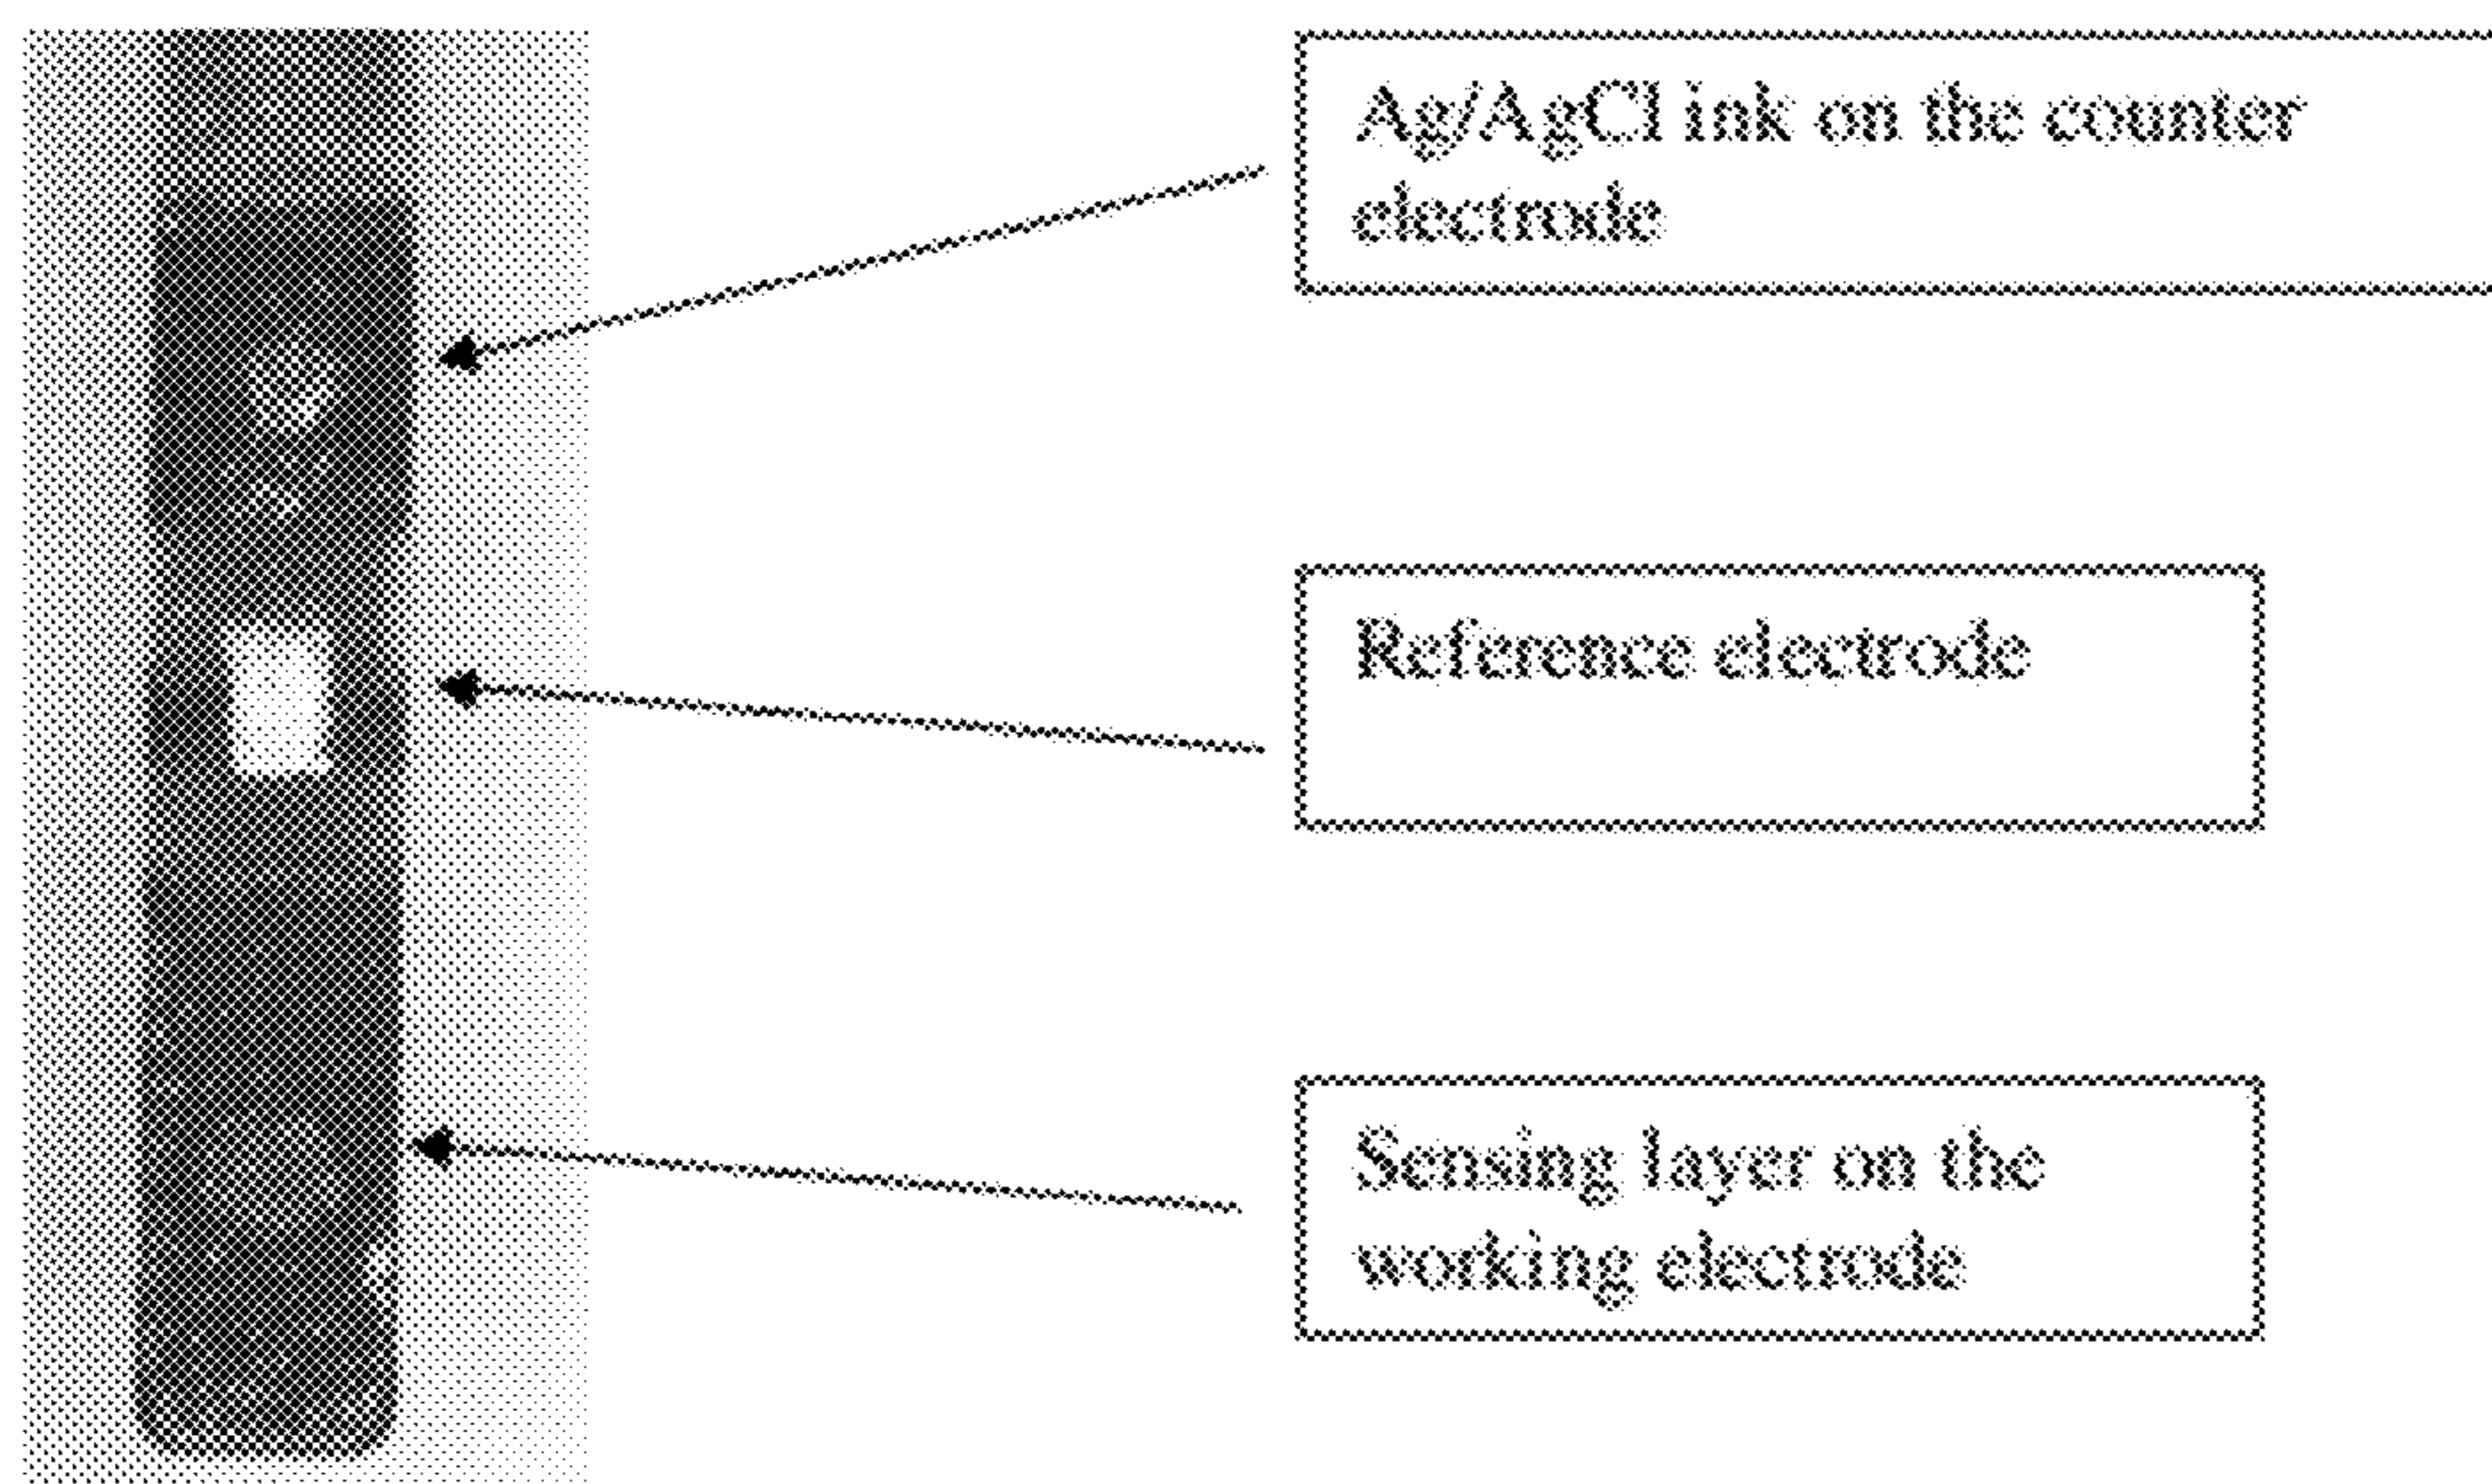 Ag/AgCl ink on the counter
electrode
Reference electrode
Sensing layer on the
working electrode